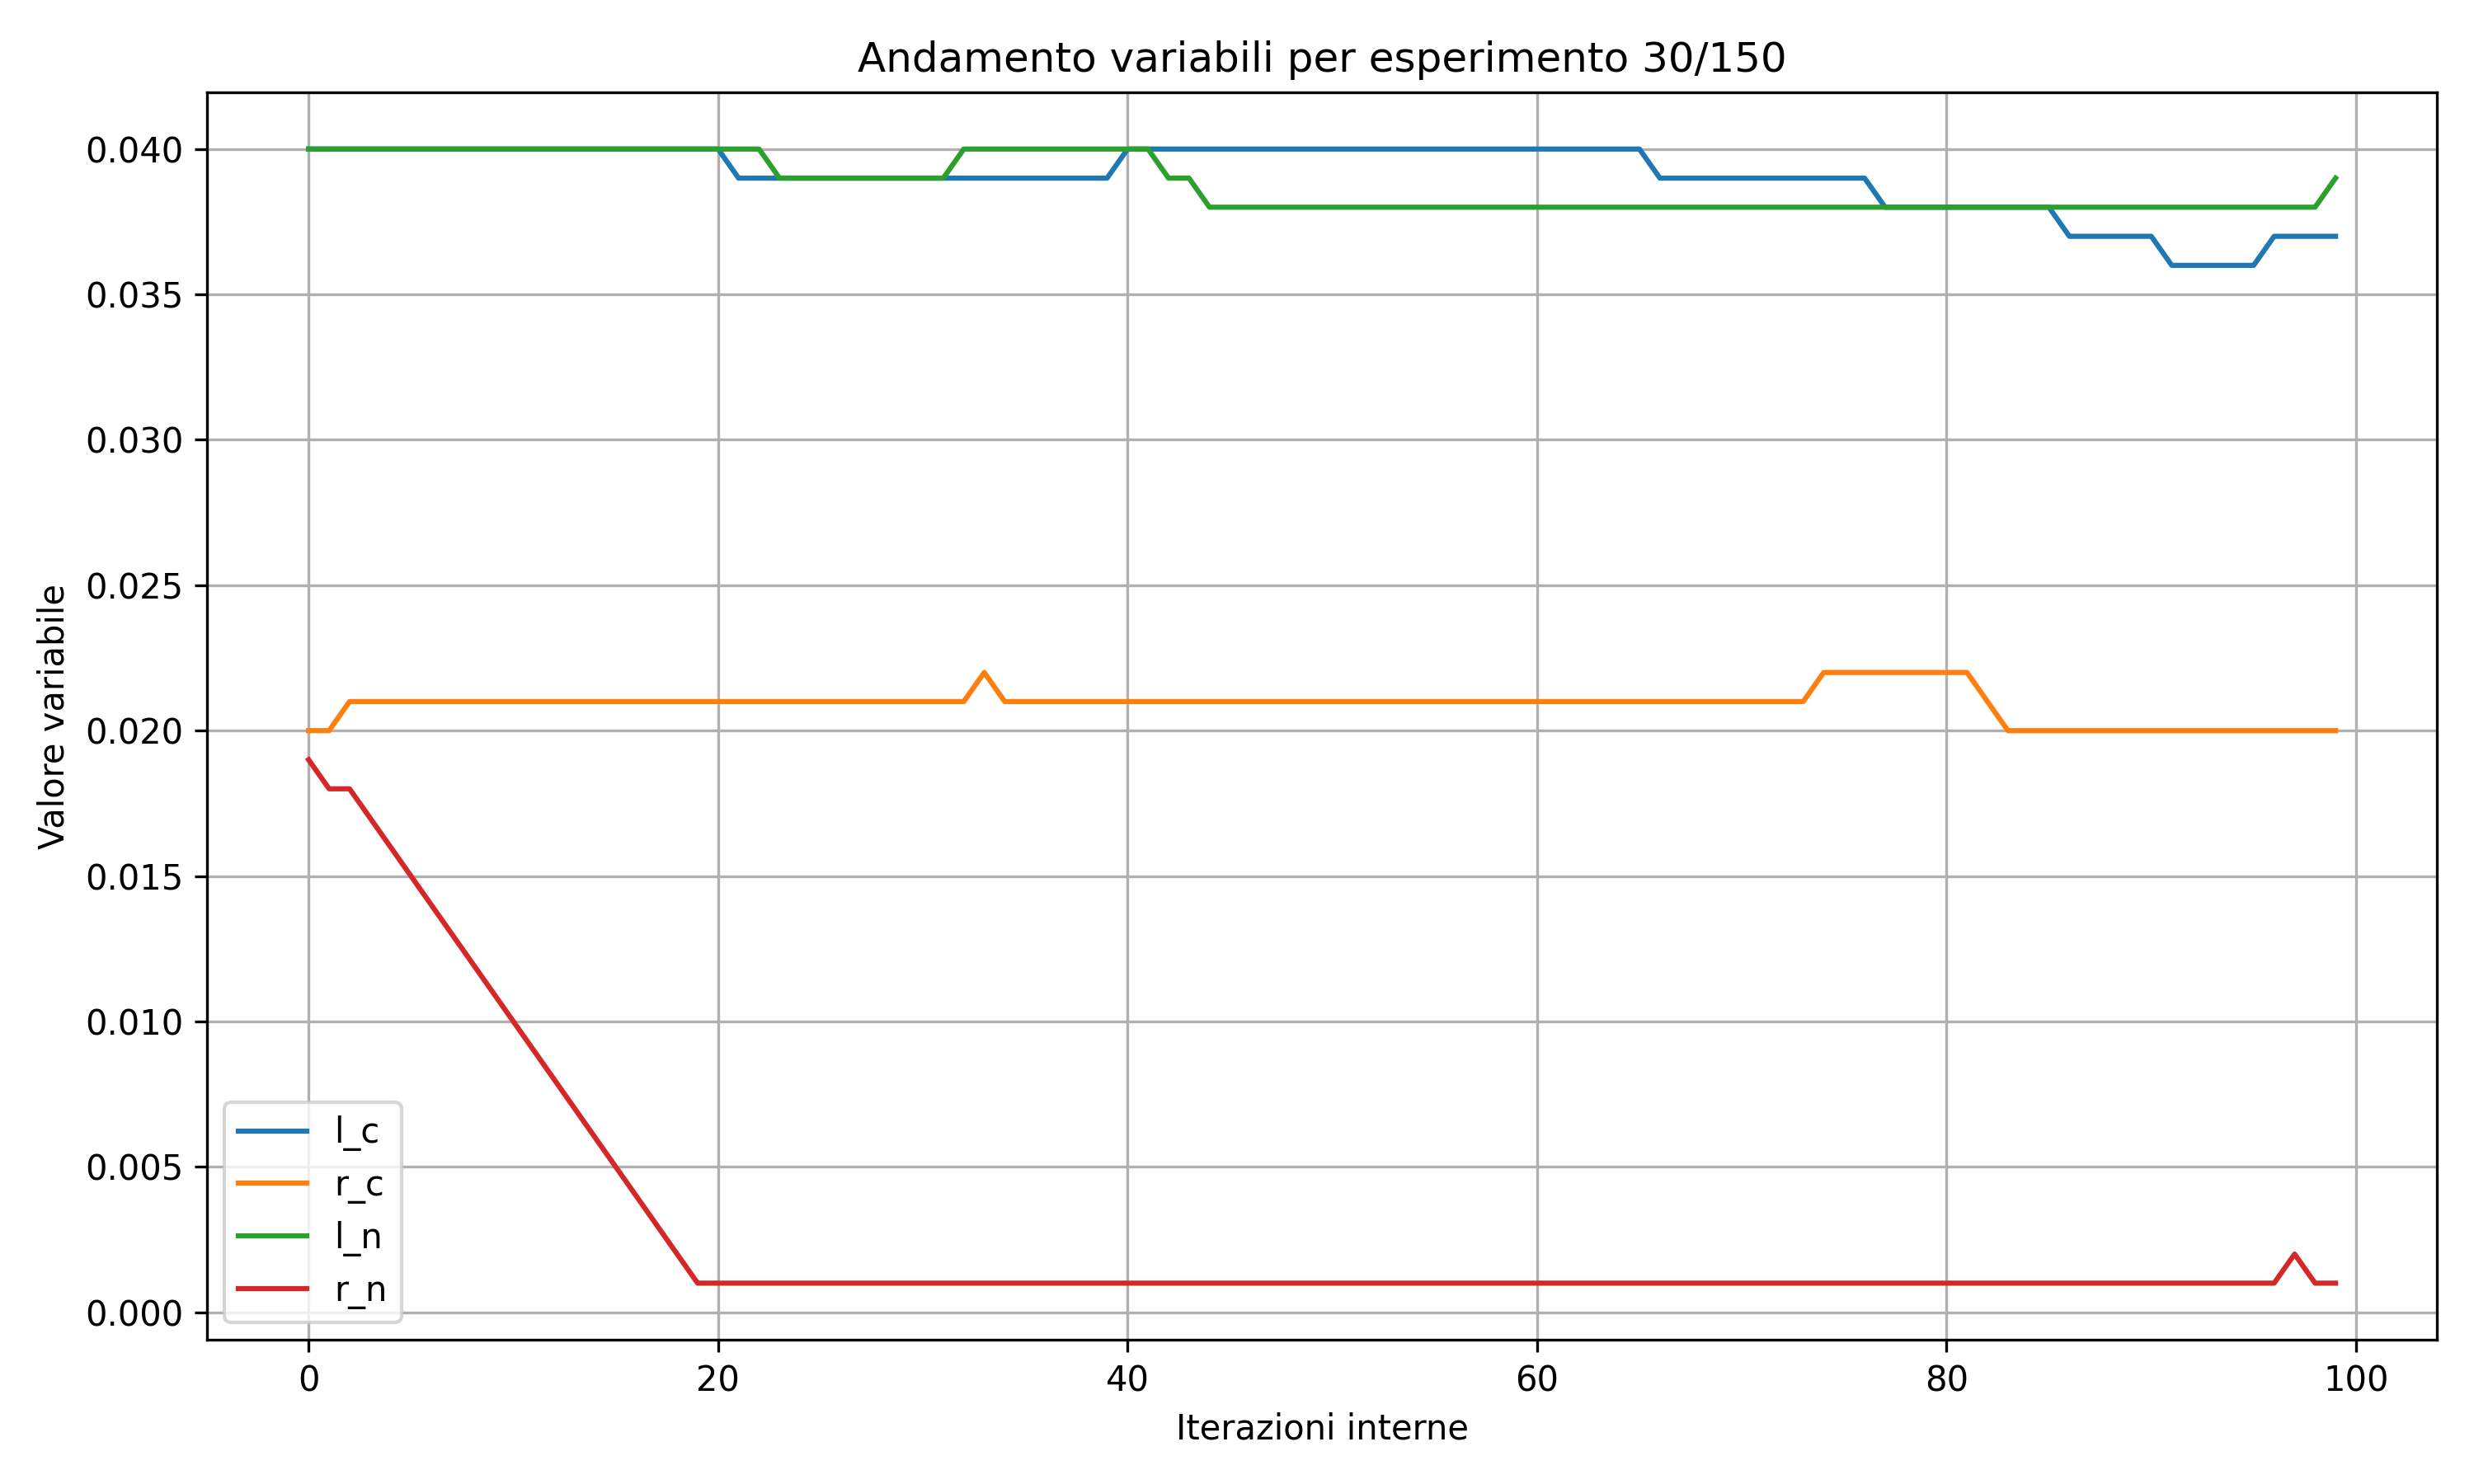 Andamento variabili per esperimento 30/150
Valore variabile
0.040
0.035
0.030
0.025
0.020
0.015
0.010
0.005
0.000
l_c
r_c
l_n
r_n
0 20 40 60 80 100
Iterazioni interne